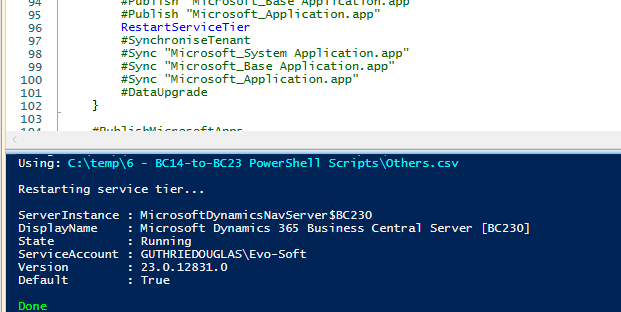 94 #Publish "Microsoft_Base Application.app"
95 #Publish "Microsoft_Application.app"
96 RestartServiceTier
97 #SynchroniseTenant
98 #Sync "Microsoft_System Application.app"
99 #Sync "Microsoft_Base Application.app"
100 #Sync "Microsoft_Application.app"
101 #DataUpgrade
102 }
103
104 #PublishMicrosoftApps
Using: C:\temp\6 - BC14-to-BC23 PowerShell Scripts\Others.csv
Restarting service tier...
ServerInstance : MicrosoftDynamicsNavServer$BC230
DisplayName : Microsoft Dynamics 365 Business Central Server [BC230]
State : Running
ServiceAccount : GUTHRIEDOUGLAS\Evo-Soft
Version : 23.0.12831.0
Default : True
Done